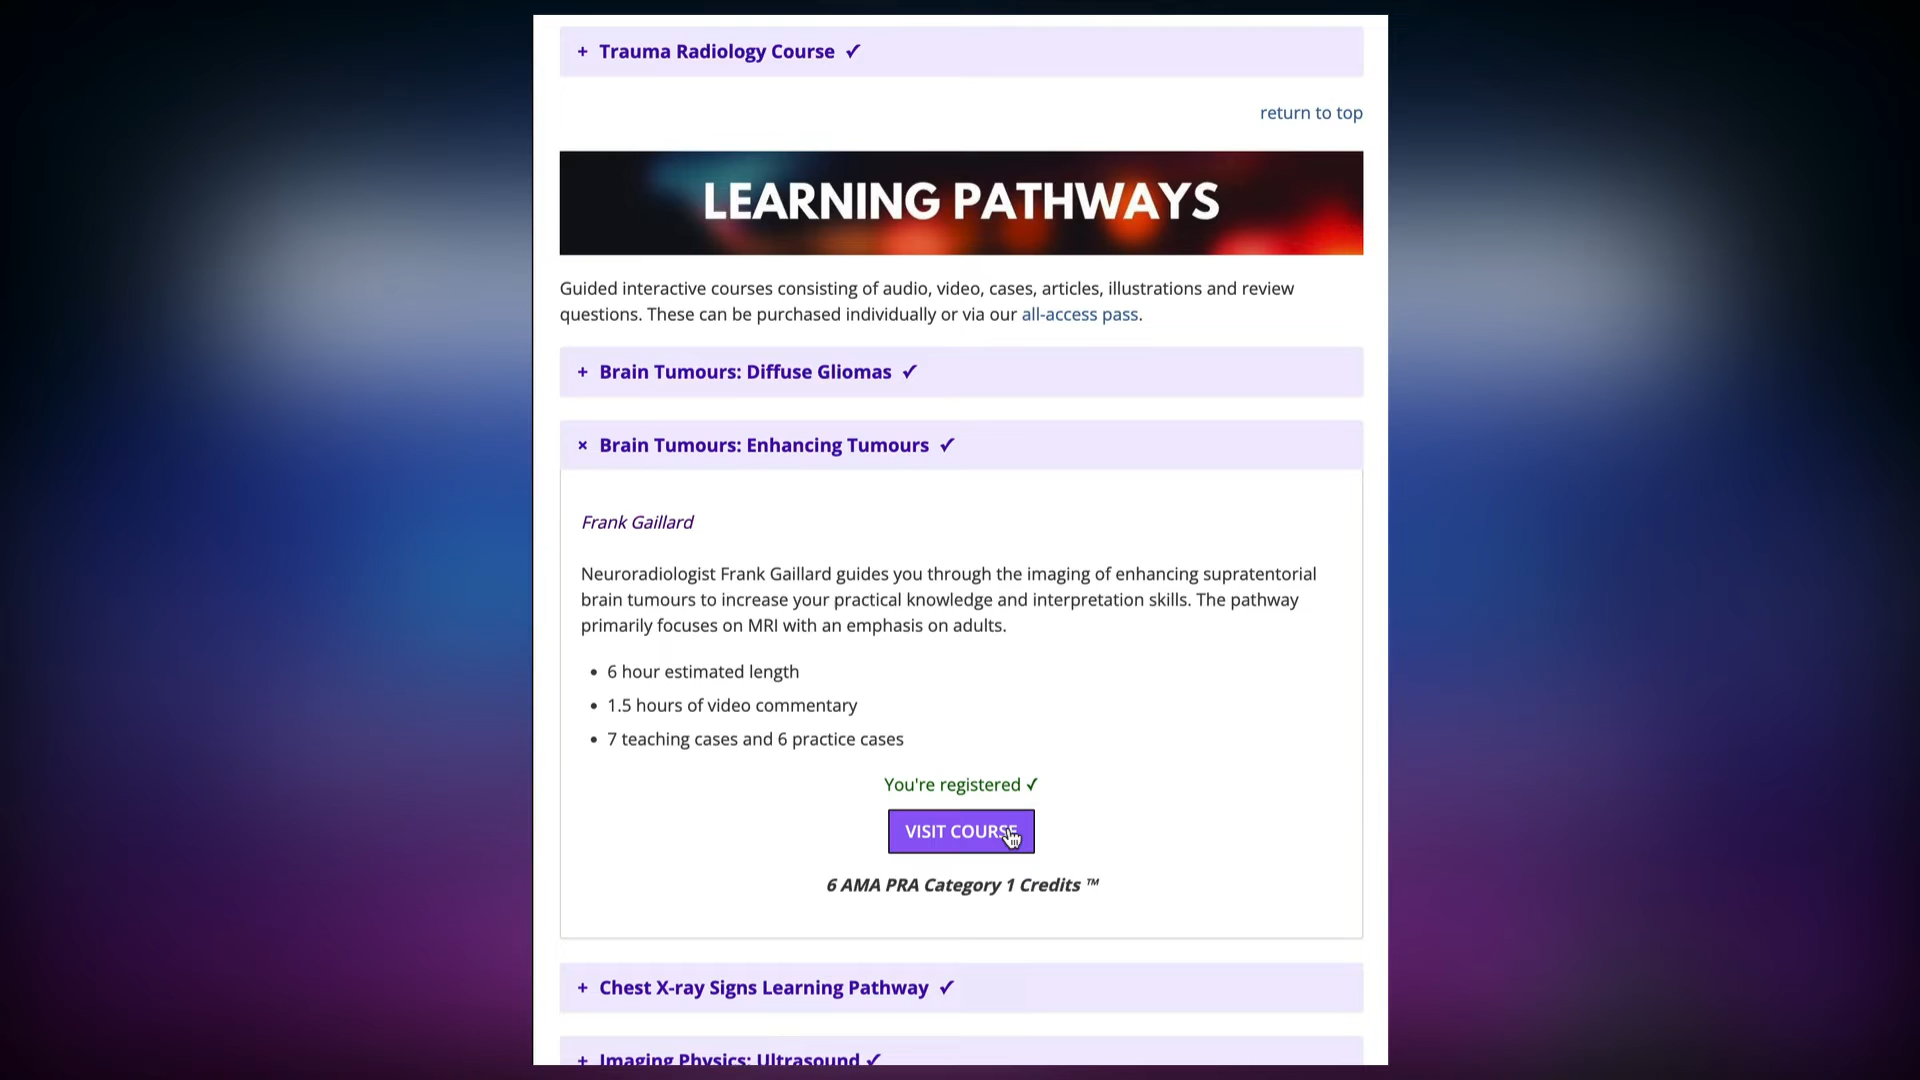 + Trauma Radiology Course ✓
return to top
LEARNING PATHWAYS
Guided interactive courses consisting of audio, video, cases, articles, illustrations and review
questions. These can be purchased individually or via our all-access pass.
+ Brain Tumours: Diffuse Gliomas ✓
× Brain Tumours: Enhancing Tumours ✓
Frank Gaillard
Neuroradiologist Frank Gaillard guides you through the imaging of enhancing supratentorial
brain tumours to increase your practical knowledge and interpretation skills. The pathway
primarily focuses on MRI with an emphasis on adults.
• 6 hour estimated length
• 1.5 hours of video commentary
• 7 teaching cases and 6 practice cases
You're registered ✓
VISIT COURSE
6 AMA PRA Category 1 Credits ™
+ Chest X-ray Signs Learning Pathway ✓
+ Imaging Physics: Ultrasound ✓